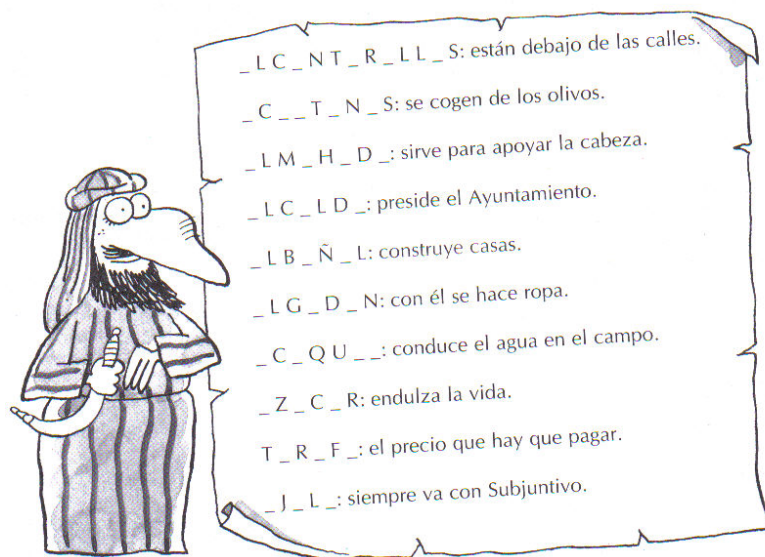 _ L C _ N T _ R _ L L _ S: están debajo de las calles.
_ C _ _ T _ N _ S: se cogen de los olivos.
_ L M _ H _ D _: sirve para apoyar la cabeza.
_ L C _ L D _: preside el Ayuntamiento.
_ L B _ Ñ _ L: construye casas.
_ L G _ D _ N: con él se hace ropa.
_ C _ Q U _ _: conduce el agua en el campo.
_ Z _ C _ R: endulza la vida.
T _ R _ F _: el precio que hay que pagar.
_ J _ L _: siempre va con Subjuntivo.